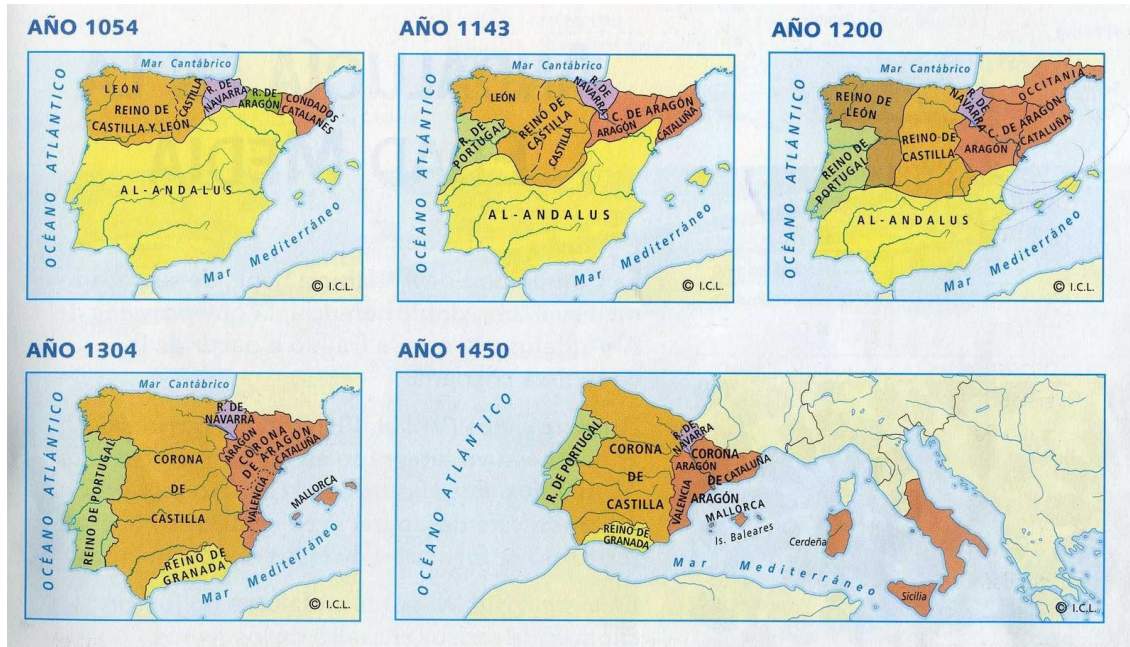 AÑO 1054
Mar Cantábrico
OCÉANO ATLÁNTICO
LEÓN
REINO DE
CASTILLA Y LEÓN
CASTILLA
R. DE
NAVARRA
R. DE
ARAGÓN
CONDADOS
CATALANES
AL-ANDALUS
Mar Mediterráneo
© I.C.L.
AÑO 1143
Mar Cantábrico
OCÉANO ATLÁNTICO
LEÓN
REINO DE
CASTILLA
CASTILLA
R. DE
NAVARRA
R. DE
PORTUGAL
C. DE ARAGÓN
ARAGÓN
CATALUÑA
AL-ANDALUS
Mar Mediterráneo
© I.C.L.
AÑO 1200
Mar Cantábrico
OCÉANO ATLÁNTICO
REINO DE
LEÓN
REINO DE
PORTUGAL
REINO DE
CASTILLA
R. DE
NAVARRA
OCCITANIA
C. DE ARAGÓN
ARAGÓN
CATALUÑA
AL-ANDALUS
Mar Mediterráneo
© I.C.L.
AÑO 1304
Mar Cantábrico
OCÉANO ATLÁNTICO
R. DE
NAVARRA
REINO DE PORTUGAL
CORONA
DE
CASTILLA
ARAGÓN
CORONA
DE ARAGÓN
CATALUÑA
VALENCIA
MALLORCA
REINO DE
GRANADA
Mar Mediterráneo
© I.C.L.
AÑO 1450
OCÉANO ATLÁNTICO
R. DE PORTUGAL
CORONA
DE
CASTILLA
R. DE
NAVARRA
CORONA
ARAGÓN
DE CATALUÑA
VALENCIA
ARAGÓN
MALLORCA
Is. Baleares
REINO DE
GRANADA
Cerdeña
Sicilia
Mar Mediterráneo
© I.C.L.